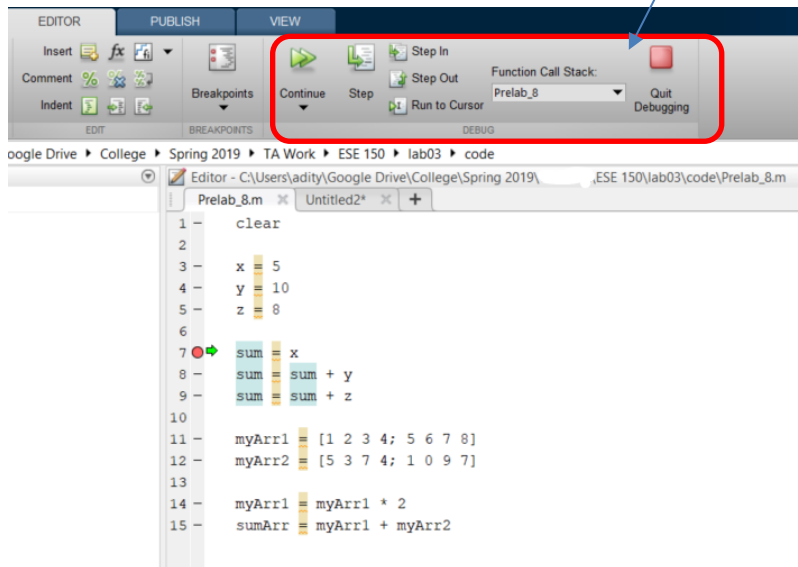 EDITOR PUBLISH VIEW
Insert fx
Comment
Indent
Breakpoints
Continue
Step
Step In
Step Out
Run to Cursor
Function Call Stack:
Prelab_8
Quit
Debugging
EDIT BREAKPOINTS DEBUG
oogle Drive ▸ College ▸ Spring 2019 ▸ TA Work ▸ ESE 150 ▸ lab03 ▸ code
Editor - C:\Users\adity\Google Drive\College\Spring 2019\ ,ESE 150\lab03\code\Prelab_8.m
Prelab_8.m × Untitled2* × +
1 – clear
2
3 – x = 5
4 – y = 10
5 – z = 8
6
7 sum = x
8 – sum = sum + y
9 – sum = sum + z
10
11 – myArr1 = [1 2 3 4; 5 6 7 8]
12 – myArr2 = [5 3 7 4; 1 0 9 7]
13
14 – myArr1 = myArr1 * 2
15 – sumArr = myArr1 + myArr2